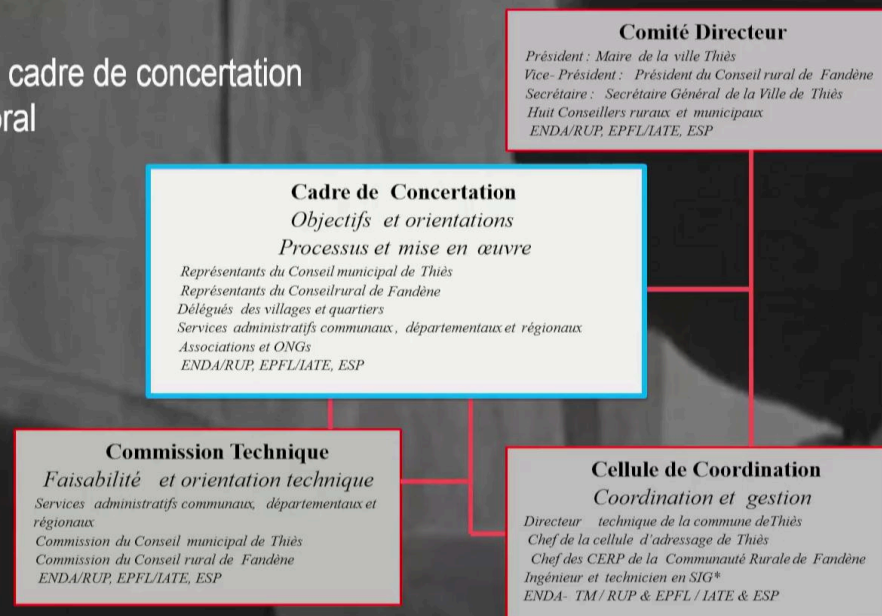 cadre de concertation
Comité Directeur
Président : Maire de la ville Thiès
Vice- Président : Président du Conseil rural de Fandène
Secrétaire : Secrétaire Général de la Ville de Thiès
Huit Conseillers ruraux et municipaux
ENDA/RUP, EPFL/IATE, ESP
Cadre de Concertation
Objectifs et orientations
Processus et mise en œuvre
Représentants du Conseil municipal de Thiès
Représentants du Conseilrural de Fandène
Délégués des villages et quartiers
Services administratifs communaux, départementaux et régionaux
Associations et ONGs
ENDA/RUP, EPFL/IATE, ESP
Commission Technique
Faisabilité et orientation technique
Services administratifs communaux, départementaux et
régionaux
Commission du Conseil municipal de Thiès
Commission du Conseil rural de Fandène
ENDA/RUP, EPFL/IATE, ESP
Cellule de Coordination
Coordination et gestion
Directeur technique de la commune deThiès
Chef de la cellule d'adressage de Thiès
Chef des CERP de la Communauté Rurale de Fandène
Ingénieur et technicien en SIG*
ENDA- TM / RUP & EPFL / IATE & ESP